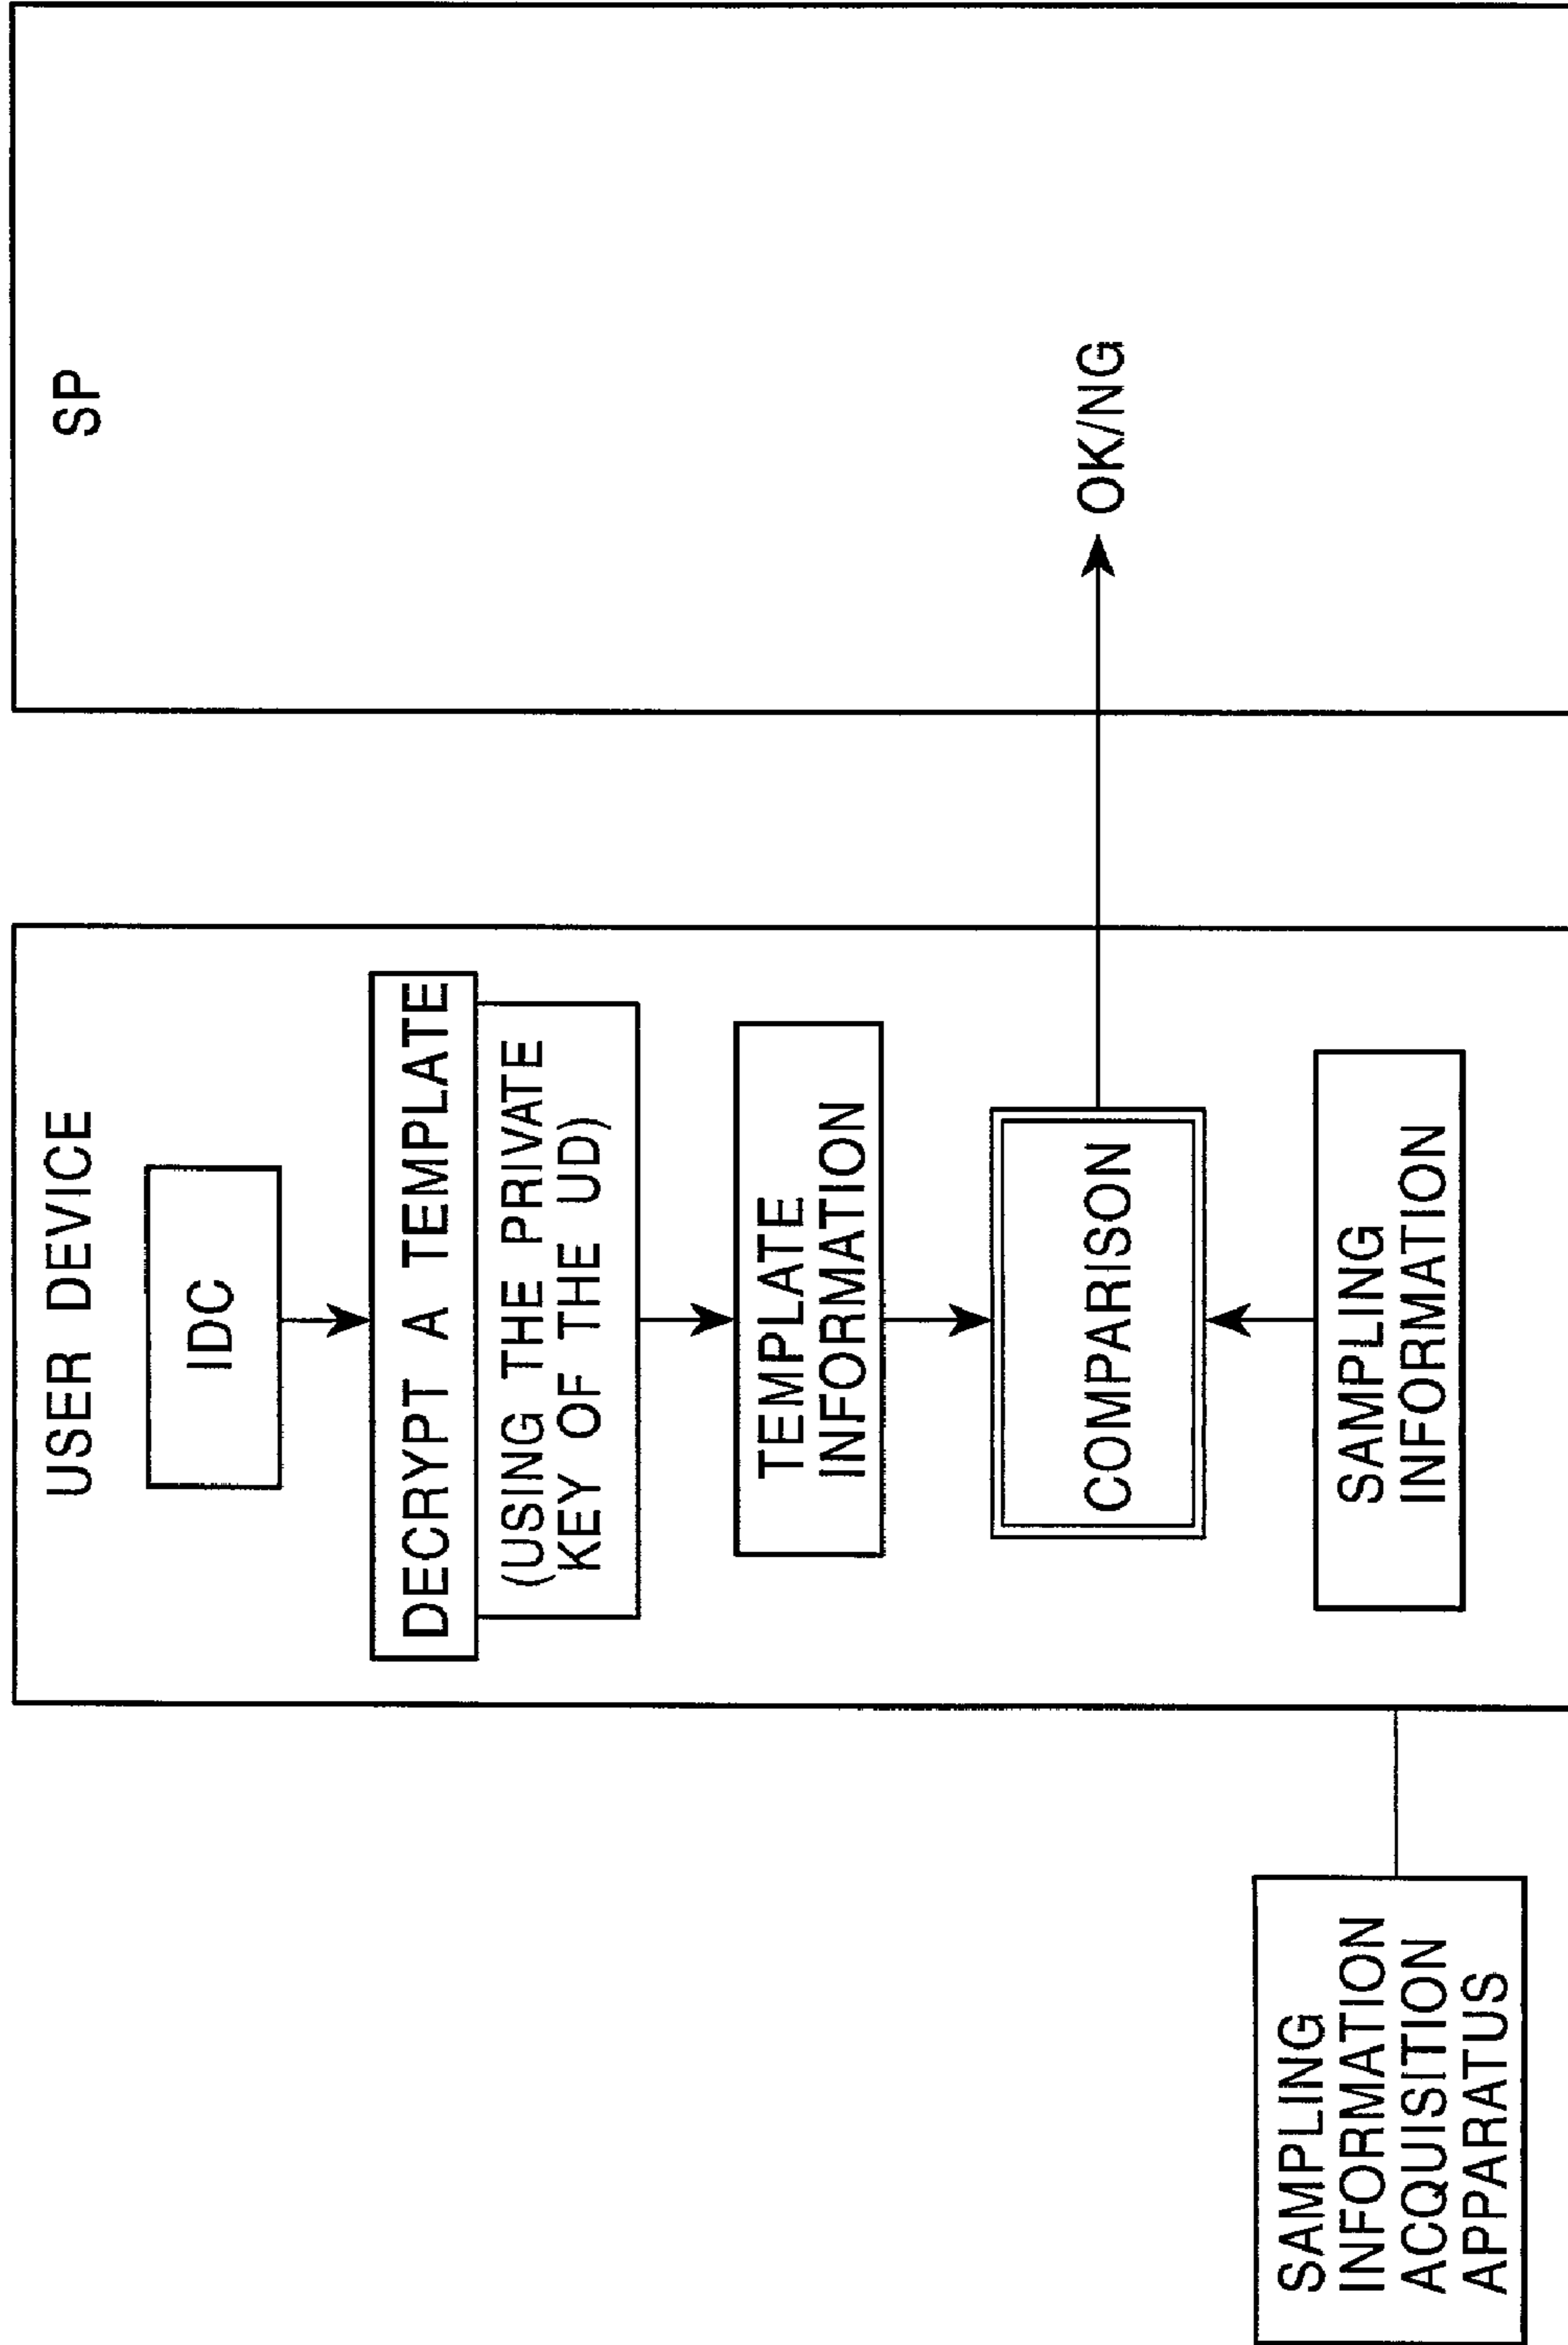 USER DEVICE
SP
IDC
DECRYPT A TEMPLATE
(USING THE PRIVATE
KEY OF THE UD)
TEMPLATE
INFORMATION
COMPARISON
OK/NG
SAMPLING
INFORMATION
SAMPLING
INFORMATION
ACQUISITION
APPARATUS